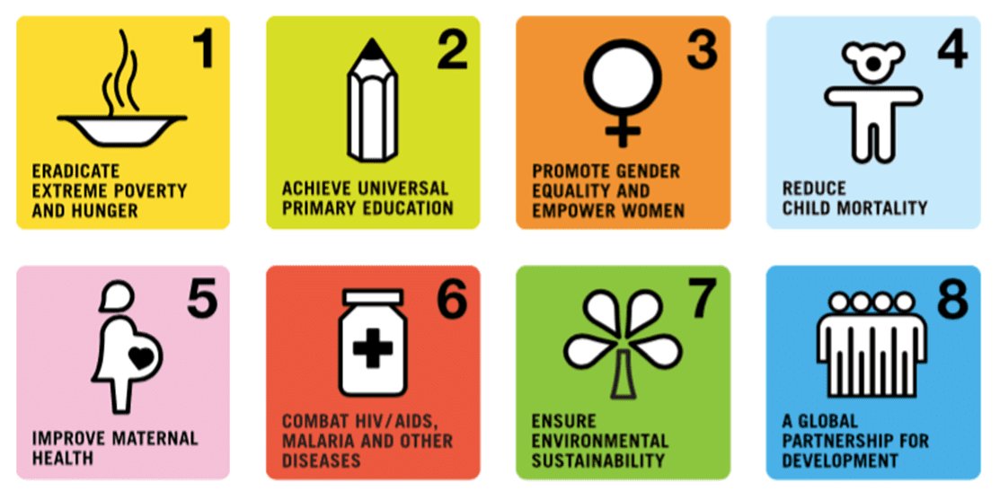 1
ERADICATE
EXTREME POVERTY
AND HUNGER
2
ACHIEVE UNIVERSAL
PRIMARY EDUCATION
3
PROMOTE GENDER
EQUALITY AND
EMPOWER WOMEN
4
REDUCE
CHILD MORTALITY
5
IMPROVE MATERNAL
HEALTH
6
COMBAT HIV/AIDS,
MALARIA AND OTHER
DISEASES
7
ENSURE
ENVIRONMENTAL
SUSTAINABILITY
8
A GLOBAL
PARTNERSHIP FOR
DEVELOPMENT